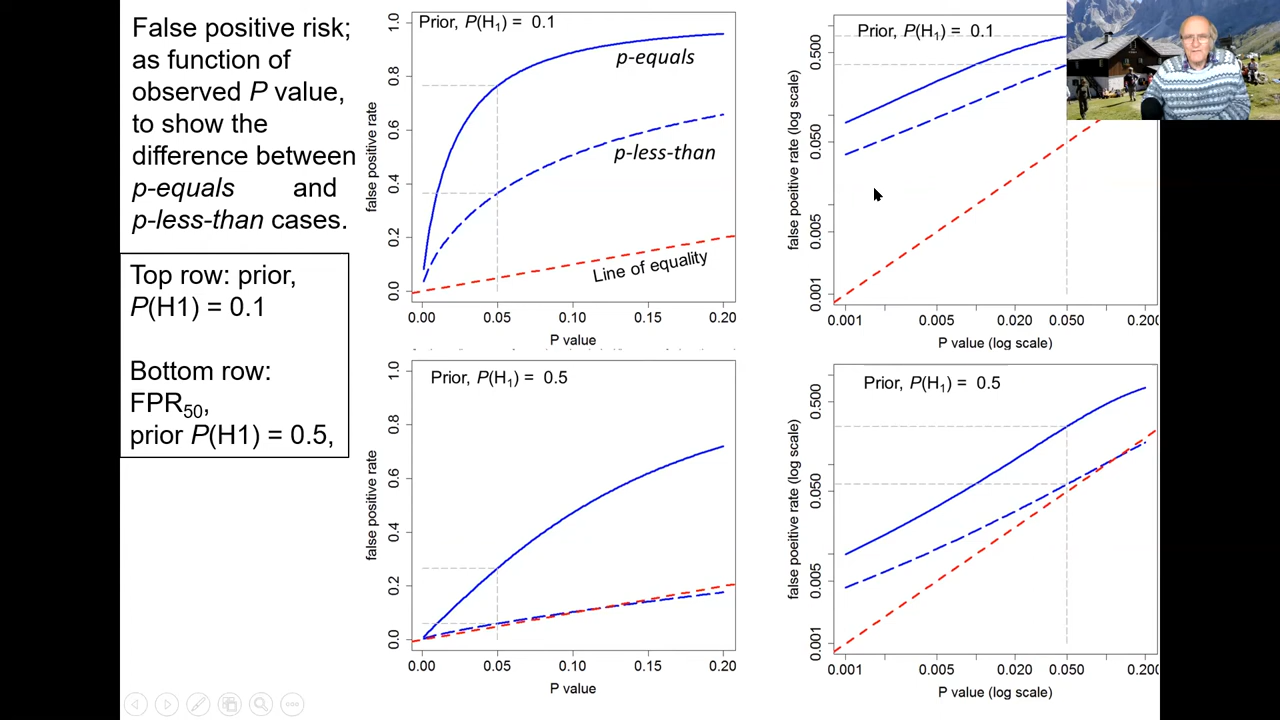 False positive risk;
as function of
observed P value,
to show the
difference between
p-equals and
p-less-than cases.
Top row: prior,
P(H1) = 0.1
Bottom row:
FPR50,
prior P(H1) = 0.5,
Prior, P(H1) = 0.1
p-equals
p-less-than
Line of equality
false positive rate
0.0 0.2 0.4 0.6 0.8 1.0
0.00 0.05 0.10 0.15 0.20
P value
Prior, P(H1) = 0.1
false poeitive rate (log scale)
0.001 0.005 0.050 0.500
0.001 0.005 0.020 0.050 0.200
P value (log scale)
Prior, P(H1) = 0.5
false positive rate
0.0 0.2 0.4 0.6 0.8 1.0
0.00 0.05 0.10 0.15 0.20
P value
Prior, P(H1) = 0.5
false poeitive rate (log scale)
0.001 0.005 0.050 0.500
0.001 0.005 0.020 0.050 0.200
P value (log scale)